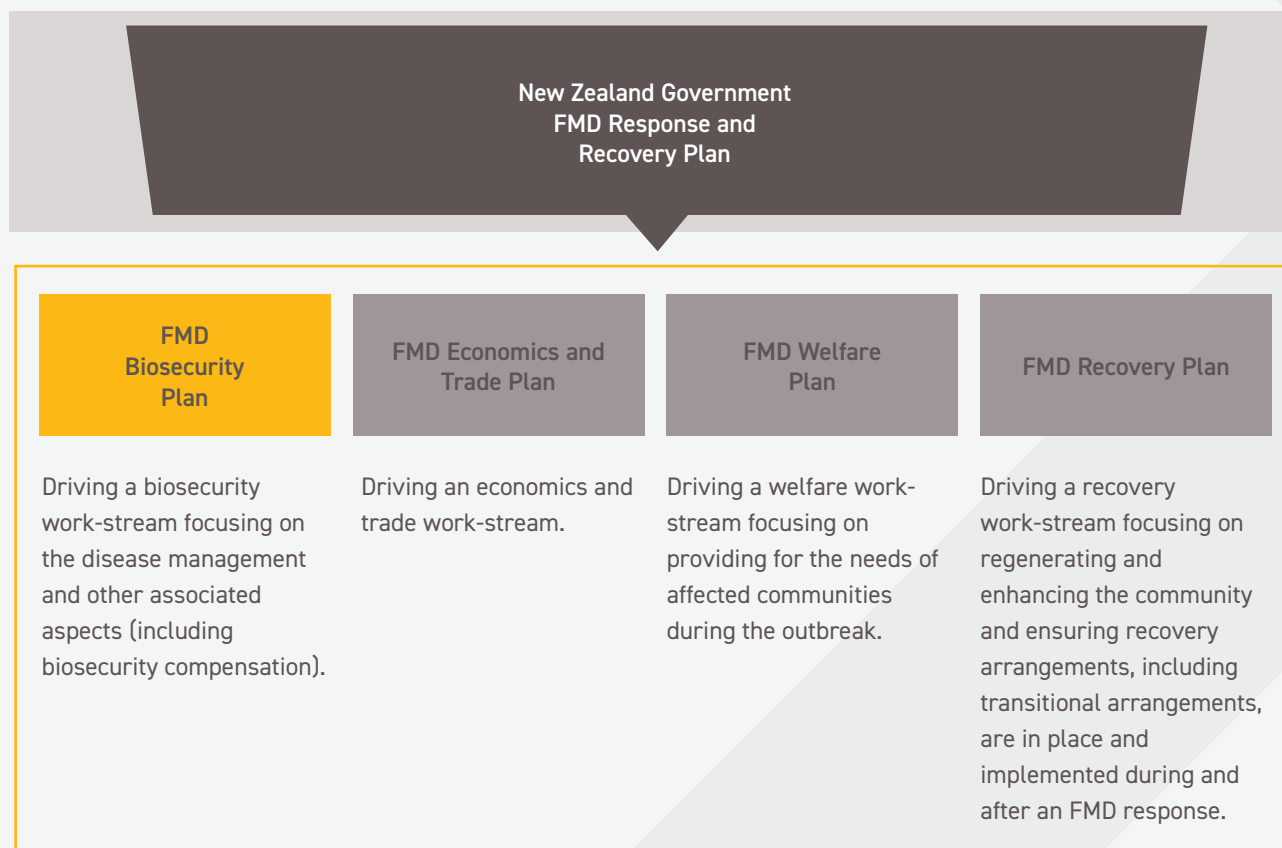 New Zealand Government
FMD Response and
Recovery Plan
FMD
Biosecurity
Plan
Driving a biosecurity
work-stream focusing on
the disease management
and other associated
aspects (including
biosecurity compensation).
FMD Economics and
Trade Plan
Driving an economics and
trade work-stream.
FMD Welfare
Plan
Driving a welfare work-
stream focusing on
providing for the needs of
affected communities
during the outbreak.
FMD Recovery Plan
Driving a recovery
work-stream focusing on
regenerating and
enhancing the community
and ensuring recovery
arrangements, including
transitional arrangements,
are in place and
implemented during and
after an FMD response.